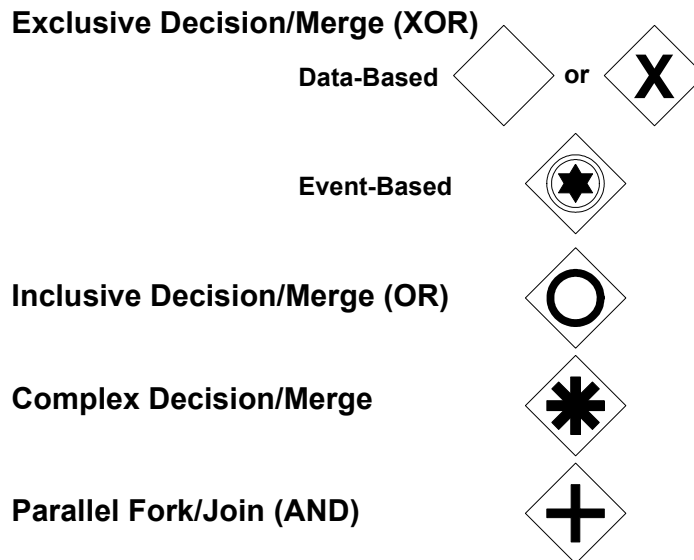 Exclusive Decision/Merge (XOR)
Data-Based or X
Event-Based
Inclusive Decision/Merge (OR)
Complex Decision/Merge
Parallel Fork/Join (AND)